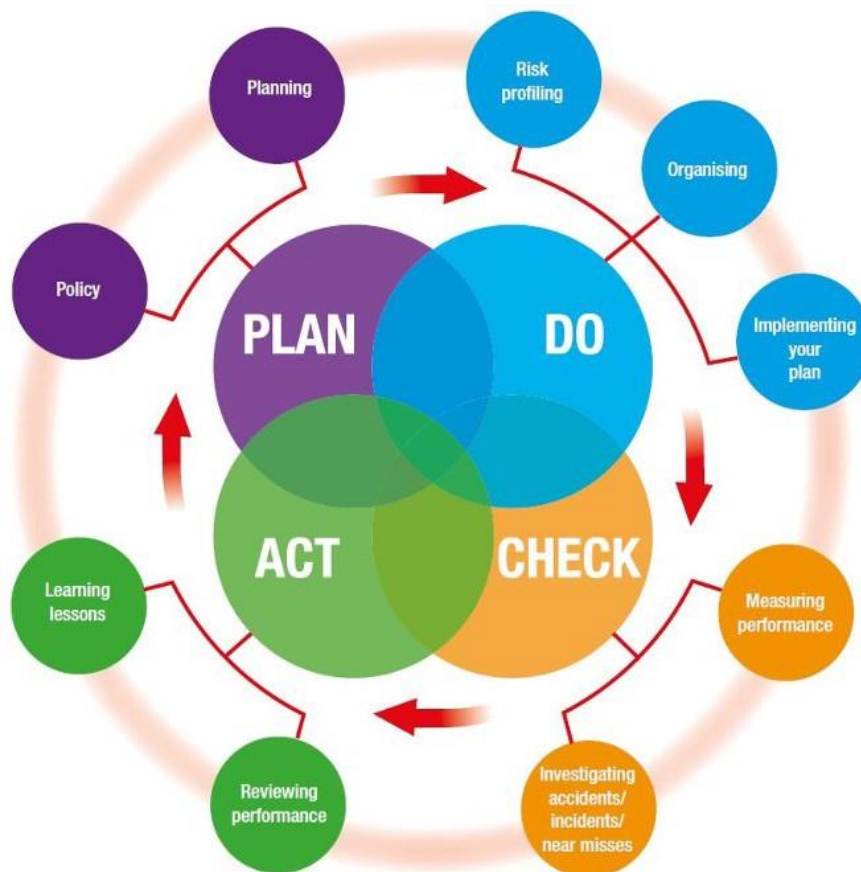 Planning
Risk
profiling
Organising
Policy
Implementing
your
plan
PLAN
DO
ACT
CHECK
Learning
lessons
Measuring
performance
Reviewing
performance
Investigating
accidents/
incidents/
near misses